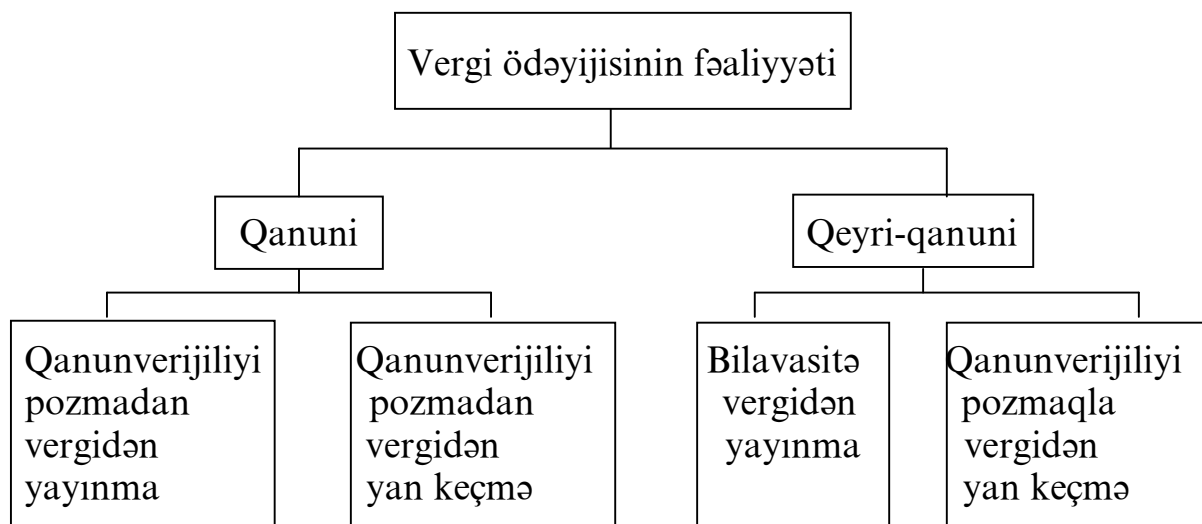 Vergi ödəyijisinin fəaliyyəti
Qanuni
Qeyri-qanuni
Qanunverijiliyi
pozmadan
vergidən
yayınma
Qanunverijiliyi
pozmadan
vergidən
yan keçmə
Bilavasitə
vergidən
yayınma
Qanunverijiliyi
pozmaqla
vergidən
yan keçmə